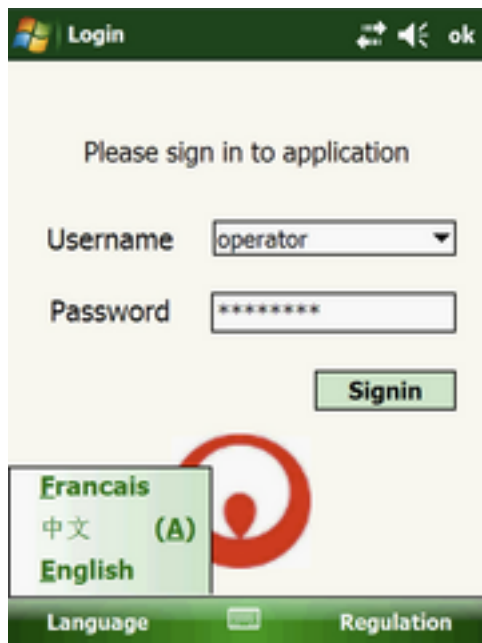 Login ok
Please sign in to application
Username operator
Password ********
Signin
Francais
中文 (A)
English
Language Regulation